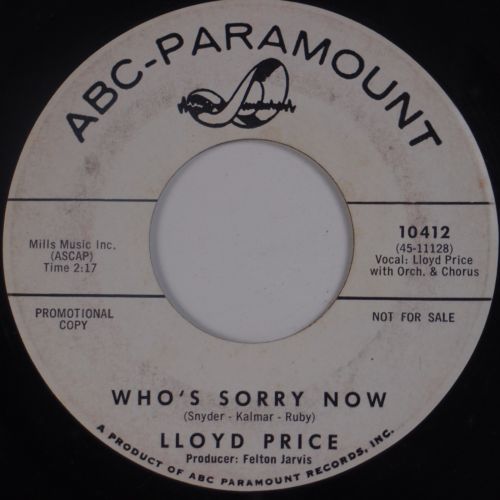 ABC-PARAMOUNT
Mills Music Inc.
(ASCAP)
Time 2:17
10412
(45-11128)
Vocal: Lloyd Price
with Orch. & Chorus
PROMOTIONAL
COPY
NOT FOR SALE
WHO'S SORRY NOW
(Snyder - Kalmar - Ruby)
LLOYD PRICE
Producer: Felton Jarvis
A PRODUCT OF ABC PARAMOUNT RECORDS, INC.